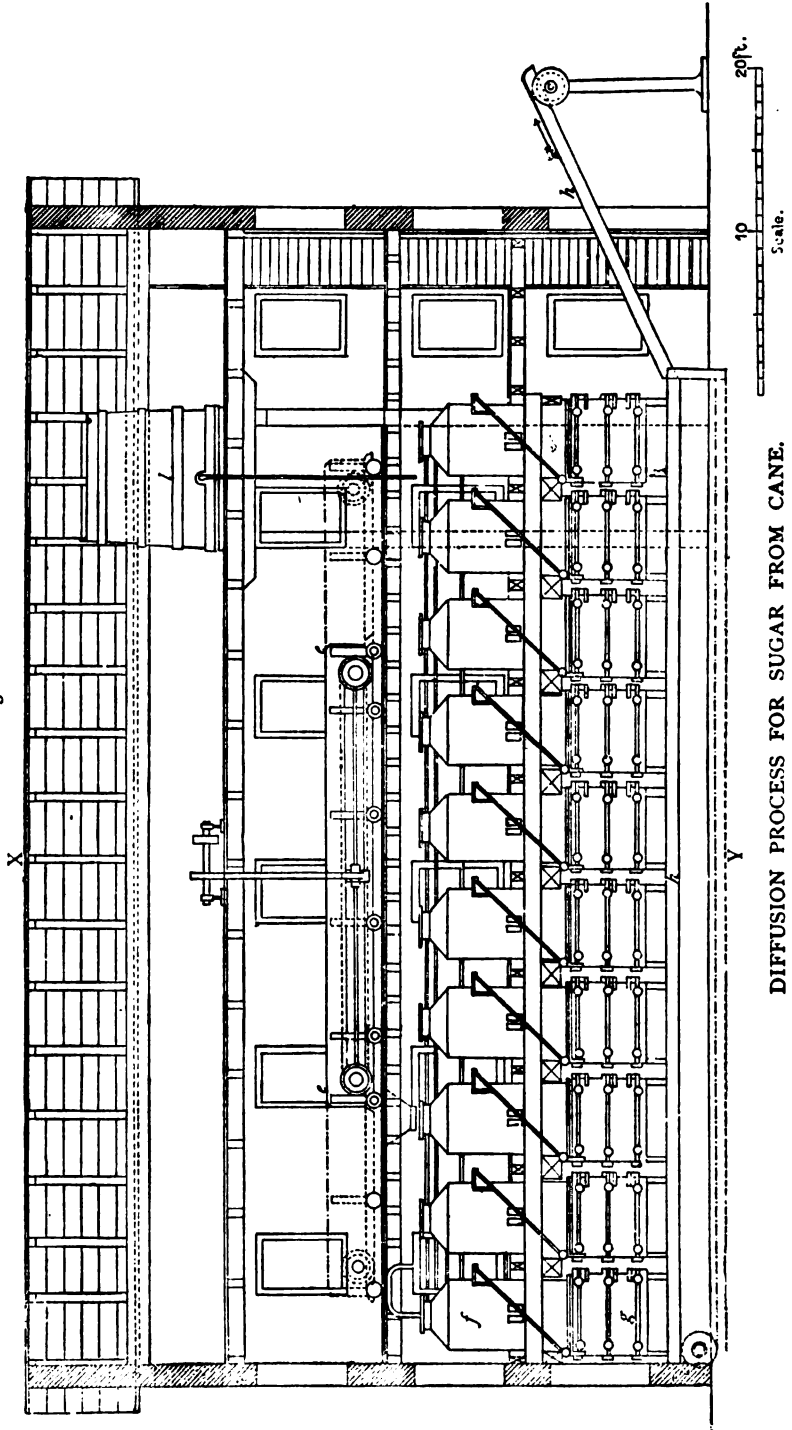 X
l
e
e
f
g
h
h
Y
10
20ft.
Scale.
DIFFUSION PROCESS FOR SUGAR FROM CANE.